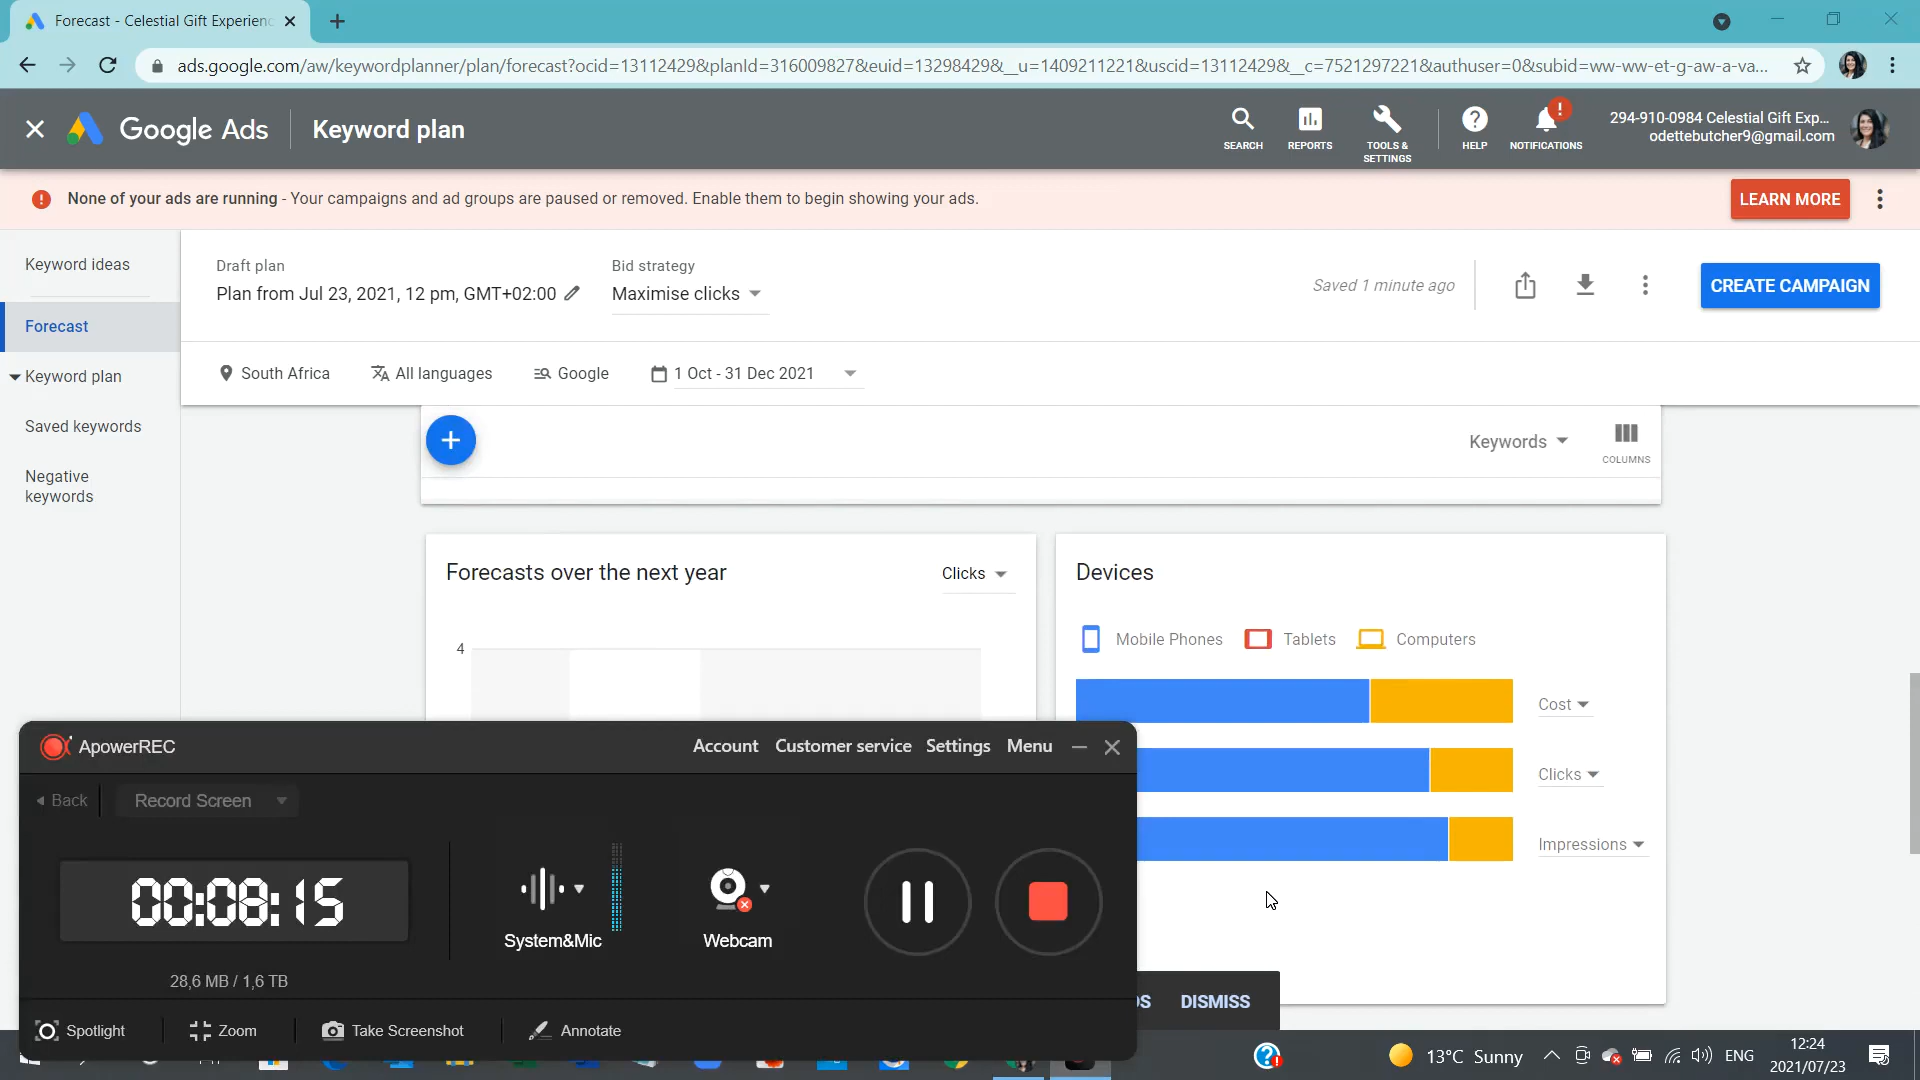 Forecast - Celestial Gift Experienc
ads.google.com/aw/keywordplanner/plan/forecast?ocid=13112429&planId=316009827&euid=13298429&__u=1409211221&uscid=13112429&__c=7521297221&authuser=0&subid=ww-ww-et-g-aw-a-va...
Google Ads
Keyword plan
SEARCH
REPORTS
TOOLS &
SETTINGS
HELP
!
NOTIFICATIONS
294-910-0984 Celestial Gift Exp...
odettebutcher9@gmail.com
None of your ads are running - Your campaigns and ad groups are paused or removed. Enable them to begin showing your ads.
LEARN MORE
Keyword ideas
Forecast
Keyword plan
Saved keywords
Negative
keywords
Draft plan
Plan from Jul 23, 2021, 12 pm, GMT+02:00
Bid strategy
Maximise clicks
Saved 1 minute ago
CREATE CAMPAIGN
South Africa
All languages
Google
1 Oct - 31 Dec 2021
Keywords
COLUMNS
Forecasts over the next year
Clicks
4
Devices
Mobile Phones
Tablets
Computers
Cost
Clicks
Impressions
ApowerREC
Account
Customer service
Settings
Menu
Back
Record Screen
00:08:15
28,6 MB / 1,6 TB
System&Mic
Webcam
Spotlight
Zoom
Take Screenshot
Annotate
DISMISS
13°C Sunny
ENG
12:24
2021/07/23